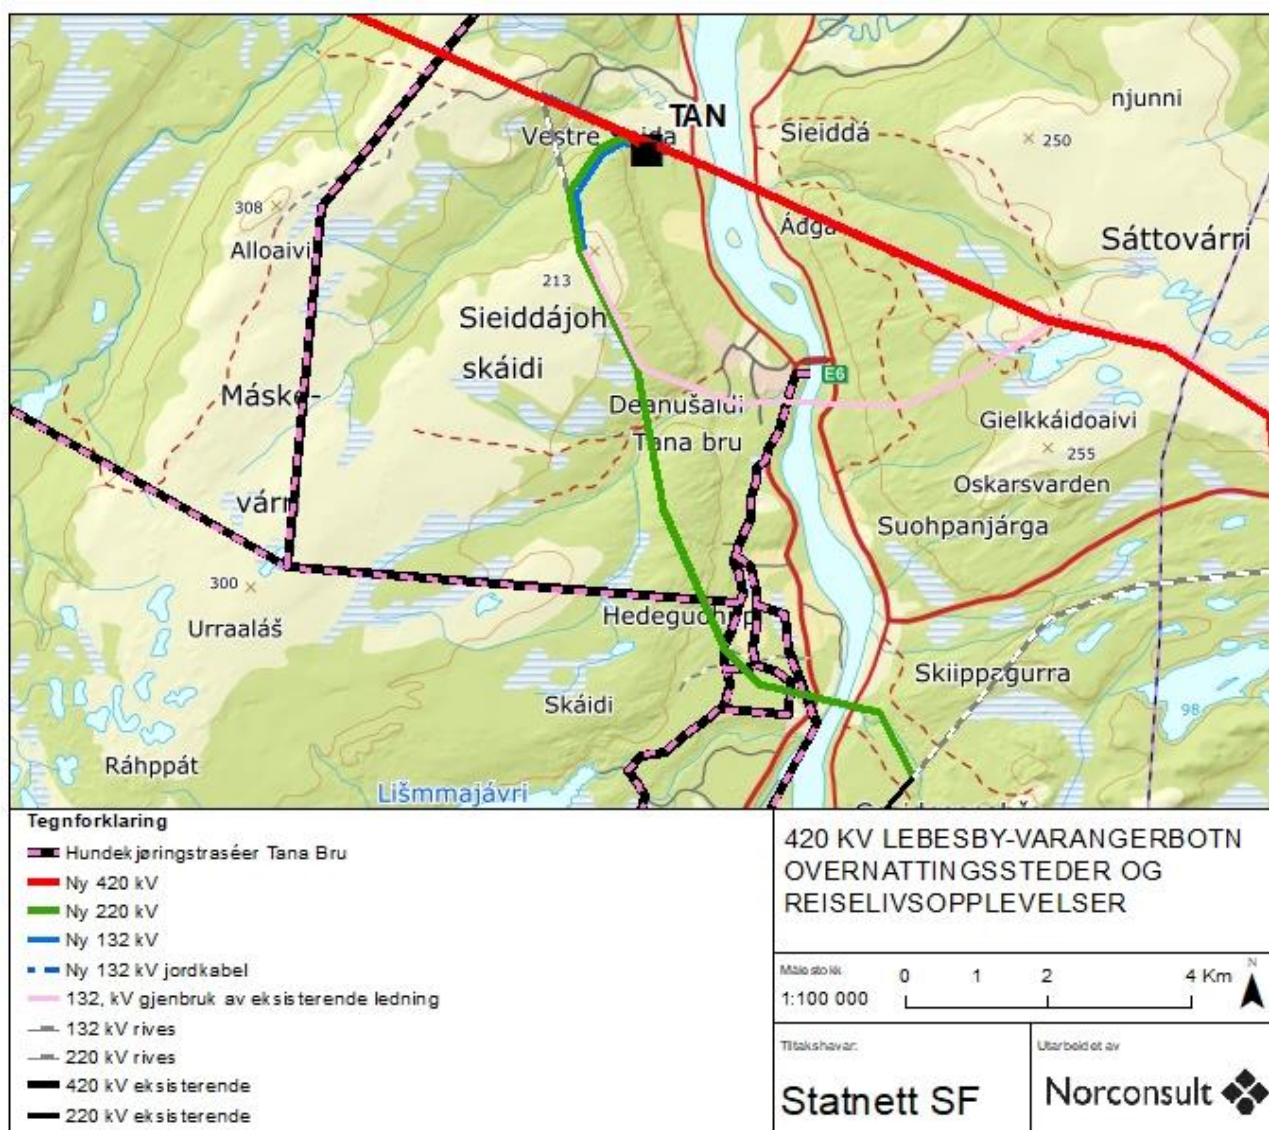 njunni
TAN
Vestre
Sieiddá
250
308
Alloaivi
Sáttovárri
213
Sieiddájoh
skáidi
E6
Máske-
Deanušaldi
Tana bru
Gielkkáidoaivi
255
Oskarsvarden
várri
Suohpanjárga
300
Urraaláš
Skiippagurra
Skáidi
98
Ráhppát
Lišmmajávri
Tegnforklaring
Hundekjøringstraséer Tana Bru
Ny 420 kV
Ny 220 kV
Ny 132 kV
Ny 132 kV jordkabel
132, kV gjenbruk av eksisterende ledning
132 kV rives
220 kV rives
420 kV eksisterende
220 kV eksisterende
420 KV LEBESBY-VARANGERBOTN
OVERNATTINGSSTEDER OG
REISELIVSOPPLEVELSER
Målestokk
1:100 000
0 1 2 4 Km
N
Tiltakshavar:
Statnett SF
Utarbeidet av
Norconsult